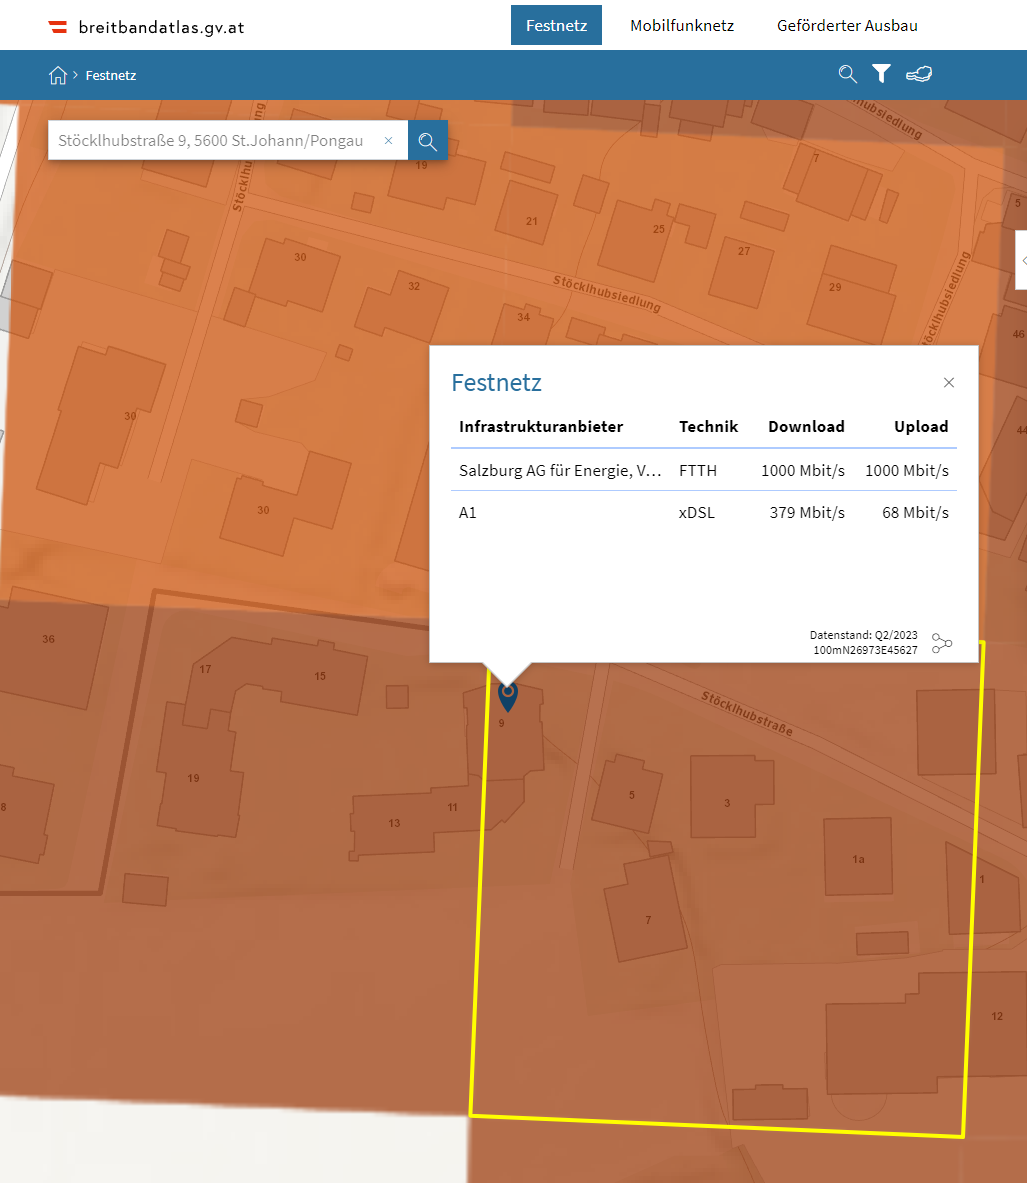 breitbandatlas.gv.at
Festnetz
Mobilfunknetz
Geförderter Ausbau
Festnetz
Stöcklhubstraße 9, 5600 St.Johann/Pongau
19
21
25
27
29
7
5
30
32
34
46
44
30
30
Stöcklhubsiedlung
Stöcklhubsiedlung
Festnetz
Infrastrukturanbieter Technik Download Upload
Salzburg AG für Energie, V… FTTH 1000 Mbit/s 1000 Mbit/s
A1 xDSL 379 Mbit/s 68 Mbit/s
Datenstand: Q2/2023
100mN26973E45627
36
17
15
9
Stöcklhubstraße
19
8
13
11
5
3
1a
1
7
12